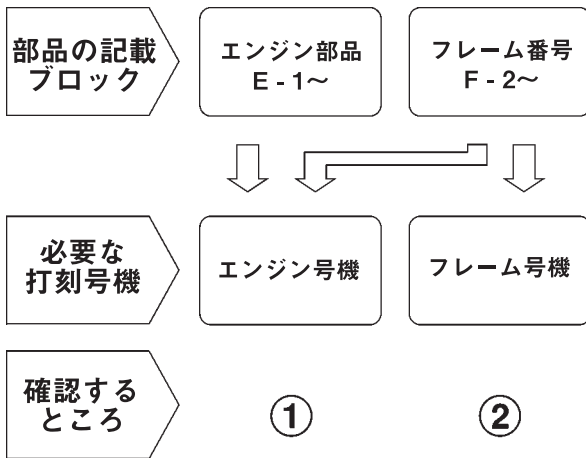 部品の記載
ブロック
エンジン部品
E - 1～
フレーム番号
F - 2～
必要な
打刻号機
エンジン号機
フレーム号機
確認する
ところ
①
②